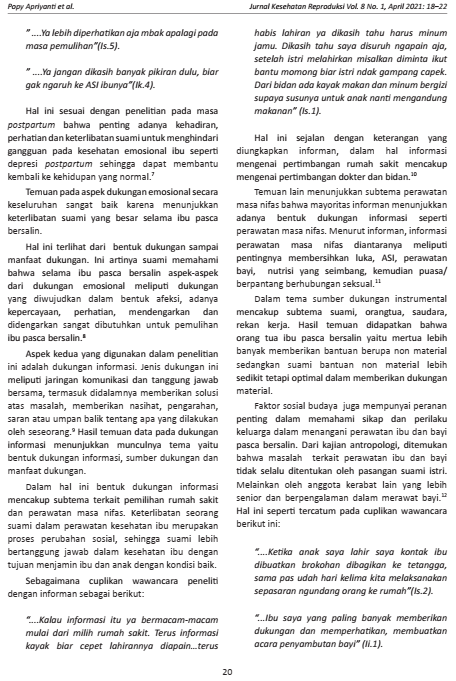 Popy Apriyanti et al.
Jurnal Kesehatan Reproduksi Vol. 8 No. 1, April 2021: 18–22
" ....Ya lebih diperhatikan aja mbak apalagi pada
masa pemulihan"(Is.5).
" ....Ya jangan dikasih banyak pikiran dulu, biar
gak ngaruh ke ASI ibunya"(Ik.4).
Hal ini sesuai dengan penelitian pada masa
postpartum bahwa penting adanya kehadiran,
perhatian dan keterlibatan suami untuk menghindari
gangguan pada kesehatan emosional ibu seperti
depresi postpartum sehingga dapat membantu
kembali ke kehidupan yang normal.7
Temuan pada aspek dukungan emosional secara
keseluruhan sangat baik karena menunjukkan
keterlibatan suami yang besar selama ibu pasca
bersalin.
Hal ini terlihat dari bentuk dukungan sampai
manfaat dukungan. Ini artinya suami memahami
bahwa selama ibu pasca bersalin aspek-aspek
dari dukungan emosional meliputi dukungan
yang diwujudkan dalam bentuk afeksi, adanya
kepercayaan, perhatian, mendengarkan dan
didengarkan sangat dibutuhkan untuk pemulihan
ibu pasca bersalin.8
Aspek kedua yang digunakan dalam penelitian
ini adalah dukungan informasi. Jenis dukungan ini
meliputi jaringan komunikasi dan tanggung jawab
bersama, termasuk didalamnya memberikan solusi
atas masalah, memberikan nasihat, pengarahan,
saran atau umpan balik tentang apa yang dilakukan
oleh seseorang.9 Hasil temuan data pada dukungan
informasi menunjukkan munculnya tema yaitu
bentuk dukungan informasi, sumber dukungan dan
manfaat dukungan.
Dalam hal ini bentuk dukungan informasi
mencakup subtema terkait pemilihan rumah sakit
dan perawatan masa nifas. Keterlibatan seorang
suami dalam perawatan kesehatan ibu merupakan
proses perubahan sosial, sehingga suami lebih
bertanggung jawab dalam kesehatan ibu dengan
tujuan menjamin ibu dan anak dengan kondisi baik.
Sebagaimana cuplikan wawancara peneliti
dengan informan sebagai berikut:
"....Kalau informasi itu ya bermacam-macam
mulai dari milih rumah sakit. Terus informasi
kayak biar cepet lahirannya diapain...terus
habis lahiran ya dikasih tahu harus minum
jamu. Dikasih tahu saya disuruh ngapain aja,
setelah istri melahirkan misalkan diminta ikut
bantu momong biar istri ndak gampang capek.
Dari bidan ada kayak makan dan minum bergizi
supaya susunya untuk anak nanti mengandung
makanan" (Is.1).
Hal ini sejalan dengan keterangan yang
diungkapkan informan, dalam hal informasi
mengenai pertimbangan rumah sakit mencakup
mengenai pertimbangan dokter dan bidan.10
Temuan lain menunjukkan subtema perawatan
masa nifas bahwa mayoritas informan menunjukkan
adanya bentuk dukungan informasi seperti
perawatan masa nifas. Menurut informan, informasi
perawatan masa nifas diantaranya meliputi
pentingnya membersihkan luka, ASI, perawatan
bayi, nutrisi yang seimbang, kemudian puasa/
berpantang berhubungan seksual.11
Dalam tema sumber dukungan instrumental
mencakup subtema suami, orangtua, saudara,
rekan kerja. Hasil temuan didapatkan bahwa
orang tua ibu pasca bersalin yaitu mertua lebih
banyak memberikan bantuan berupa non material
sedangkan suami bantuan non material lebih
sedikit tetapi optimal dalam memberikan dukungan
material.
Faktor sosial budaya juga mempunyai peranan
penting dalam memahami sikap dan perilaku
keluarga dalam menangani perawatan ibu dan bayi
pasca bersalin. Dari kajian antropologi, ditemukan
bahwa masalah terkait perawatan ibu dan bayi
tidak selalu ditentukan oleh pasangan suami istri.
Melainkan oleh anggota kerabat lain yang lebih
senior dan berpengalaman dalam merawat bayi.12
Hal ini seperti tercatum pada cuplikan wawancara
berikut ini:
"....Ketika anak saya lahir saya kontak ibu
dibuatkan brokohan dibagikan ke tetangga,
sama pas udah hari kelima kita melaksanakan
sepasaran ngundang orang ke rumah"(Is.2).
"...Ibu saya yang paling banyak memberikan
dukungan dan memperhatikan, membuatkan
acara penyambutan bayi" (Ii.1).
20